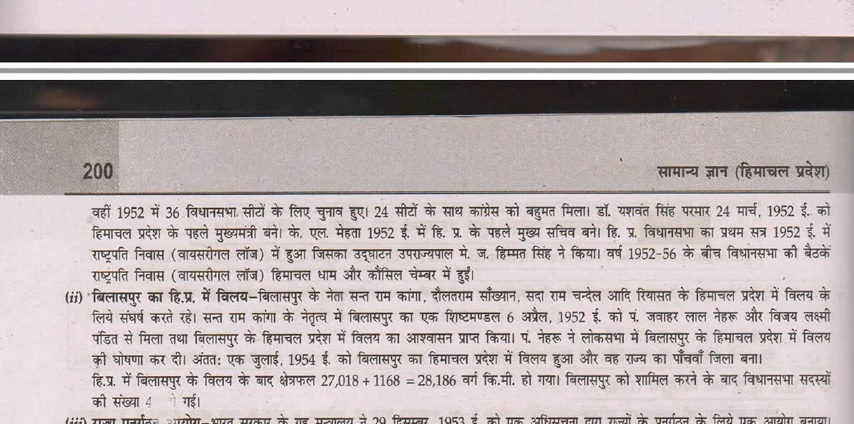 200
सामान्य ज्ञान (हिमाचल प्रदेश)
वहीं 1952 में 36 विधानसभा सीटों के लिए चुनाव हुए। 24 सीटों के साथ कांग्रेस को बहुमत मिला। डॉ. यशवंत सिंह परमार 24 मार्च, 1952 ई. को
हिमाचल प्रदेश के पहले मुख्यमंत्री बने। के. एल. मेहता 1952 ई. में हि. प्र. के पहले मुख्य सचिव बने। हि. प्र. विधानसभा का प्रथम सत्र 1952 ई. में
राष्ट्रपति निवास (वायसरीगल लॉज) में हुआ जिसका उद्घाटन उपराज्यपाल मे. ज. हिम्मत सिंह ने किया। वर्ष 1952-56 के बीच विधानसभा की बैठकें
राष्ट्रपति निवास (वायसरीगल लॉज) हिमाचल धाम और कौंसिल चेम्बर में हुईं।
(ii) बिलासपुर का हि.प्र. में विलय–बिलासपुर के नेता सन्त राम कांगा, दौलतराम साँख्यान, सदा राम चन्देल आदि रियासत के हिमाचल प्रदेश में विलय के
लिये संघर्ष करते रहे। सन्त राम कांगा के नेतृत्व में बिलासपुर का एक शिष्टमण्डल 6 अप्रैल, 1952 ई. को पं. जवाहर लाल नेहरू और विजय लक्ष्मी
पंडित से मिला तथा बिलासपुर के हिमाचल प्रदेश में विलय का आश्वासन प्राप्त किया। पं. नेहरू ने लोकसभा में बिलासपुर के हिमाचल प्रदेश में विलय
की घोषणा कर दी। अंतत: एक जुलाई, 1954 ई. को बिलासपुर का हिमाचल प्रदेश में विलय हुआ और वह राज्य का पाँचवाँ जिला बना।
हि.प्र. में बिलासपुर के विलय के बाद क्षेत्रफल 27,018 + 1168 = 28,186 वर्ग कि.मी. हो गया। बिलासपुर को शामिल करने के बाद विधानसभा सदस्यों
की संख्या 4 गई।
(iii) राज्य पुनर्गठन आयोग–भारत सरकार के गृह मन्त्रालय ने 29 दिसम्बर, 1953 ई. को एक अधिसूचना द्वारा राज्यों के पुनर्गठन के लिये एक आयोग बनाया।